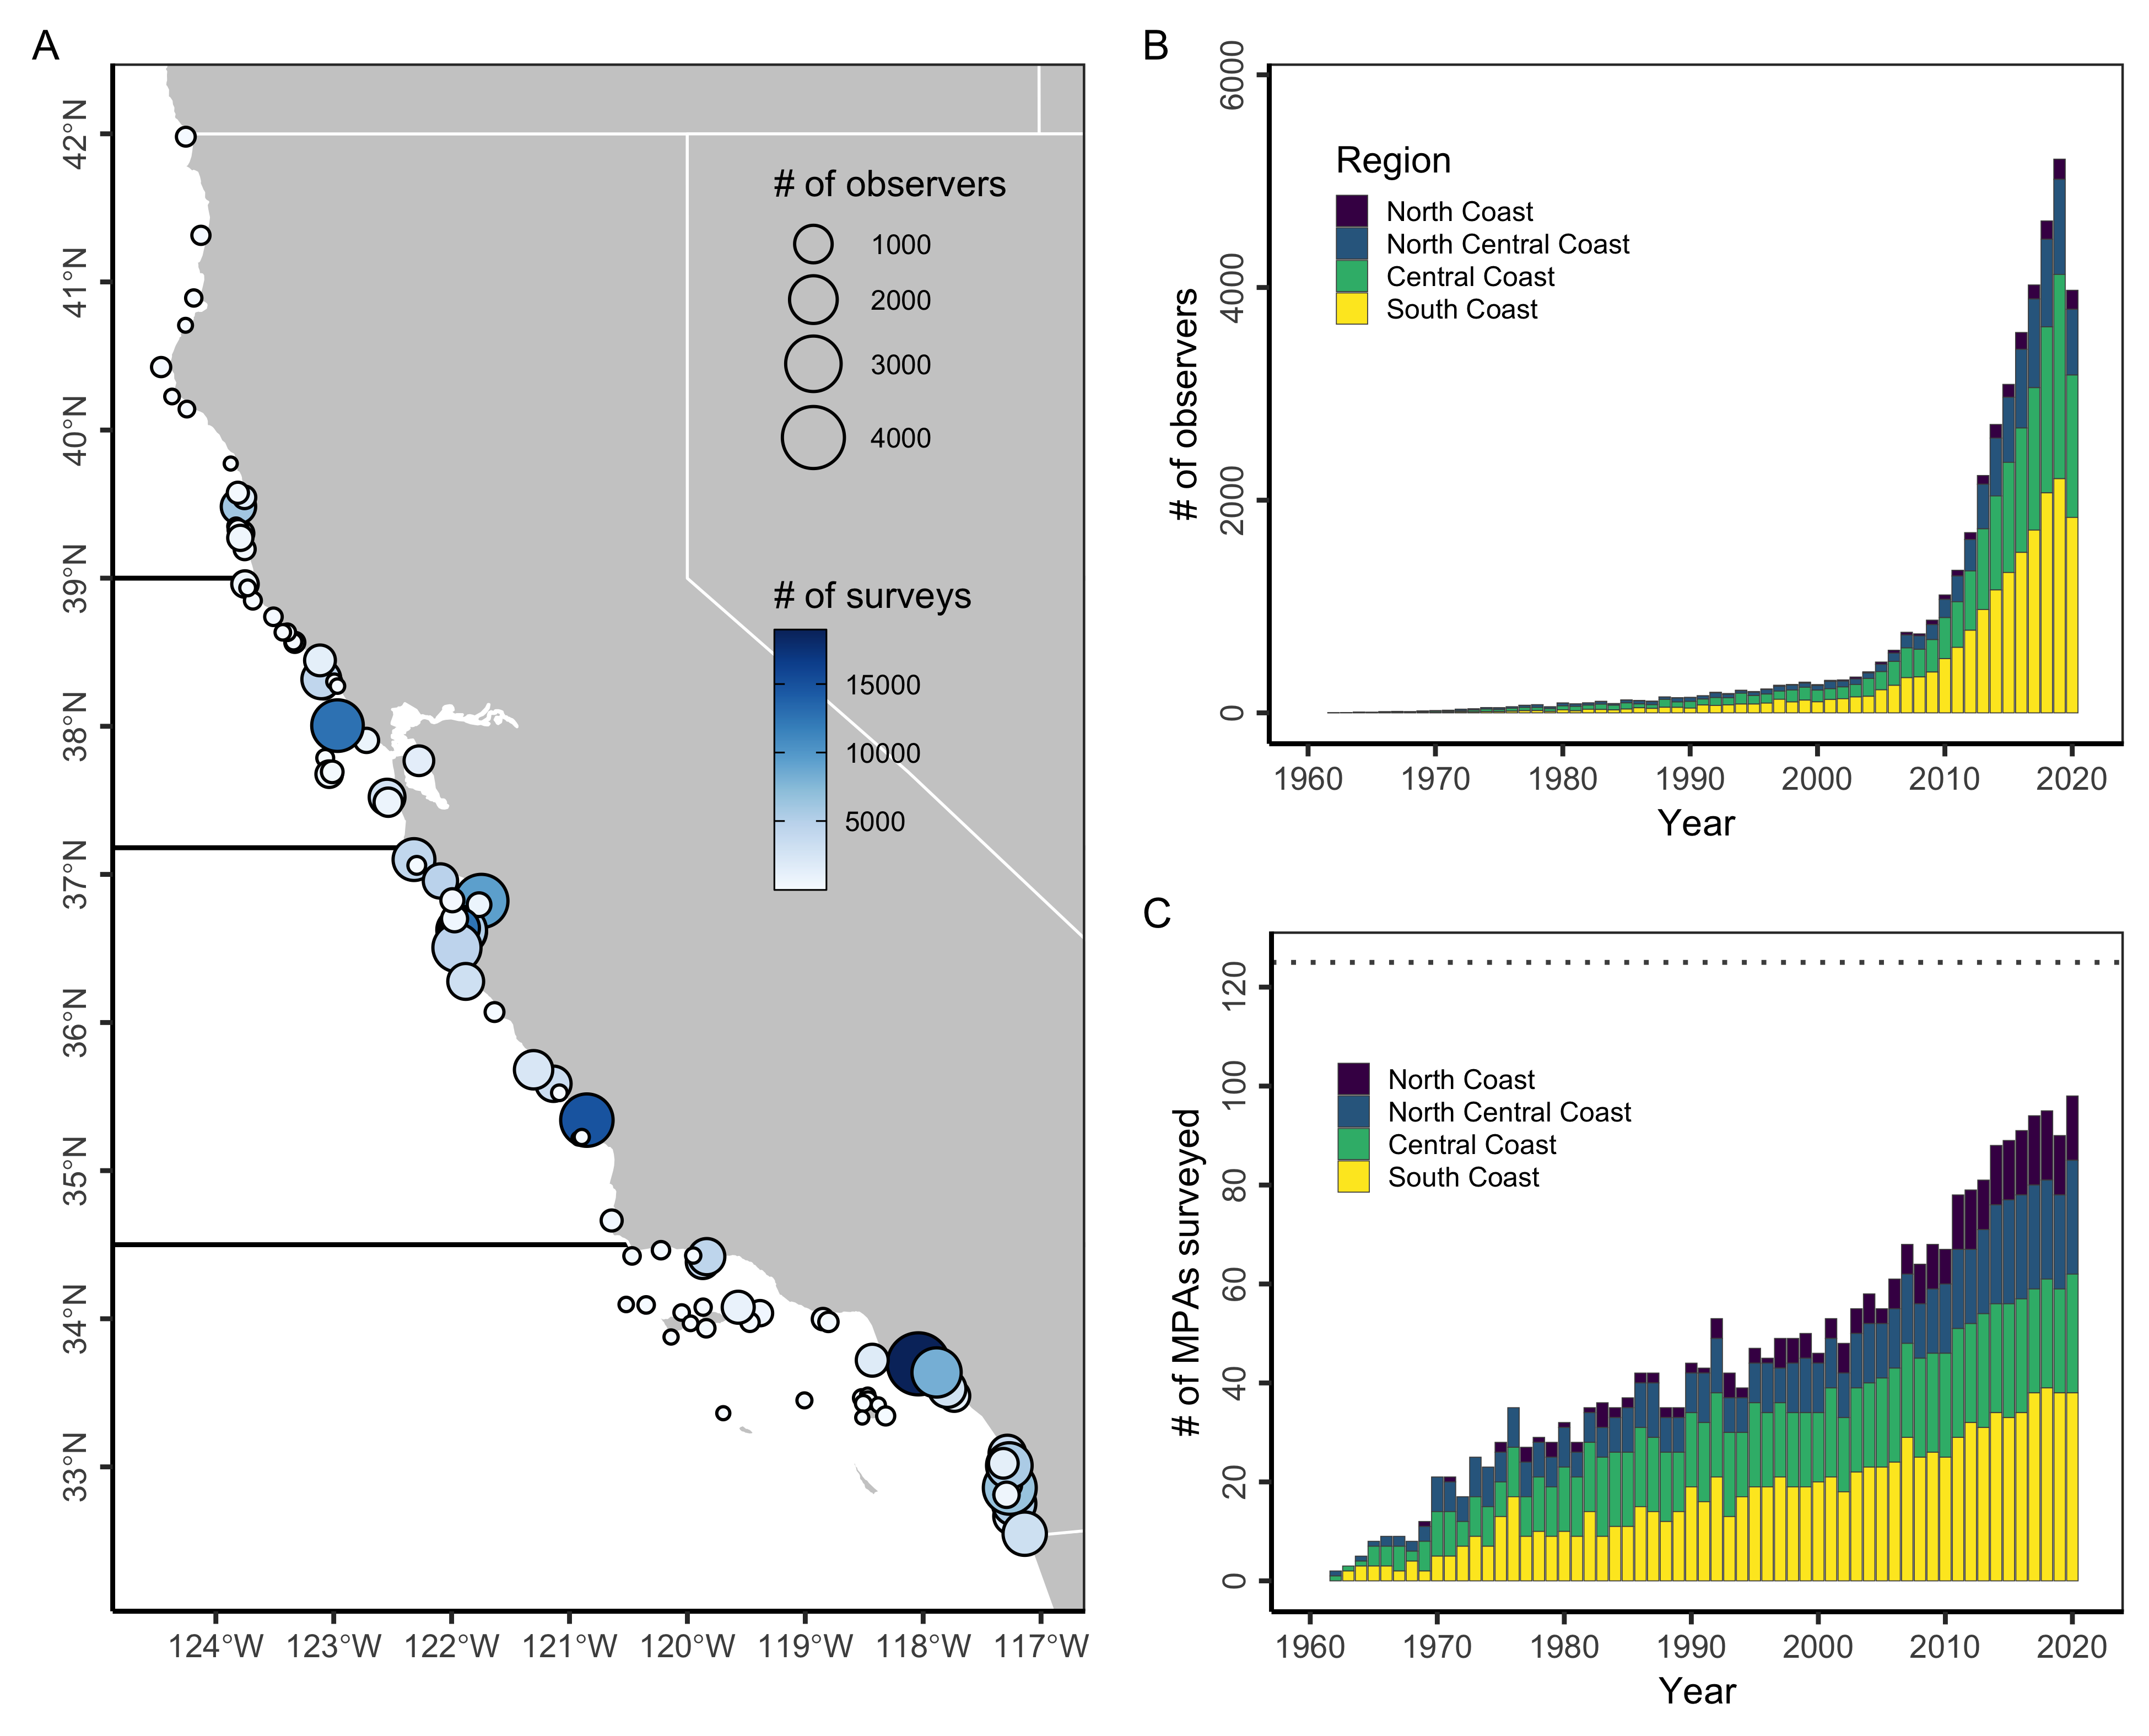 A
42°N
41°N
40°N
39°N
38°N
37°N
36°N
35°N
34°N
33°N
124°W
123°W
122°W
121°W
120°W
119°W
118°W
117°W
# of observers
1000
2000
3000
4000
# of surveys
15000
10000
5000
B
# of observers
6000
4000
2000
0
Region
North Coast
North Central Coast
Central Coast
South Coast
1960
1970
1980
1990
2000
2010
2020
Year
C
# of MPAs surveyed
120
100
80
60
40
20
0
North Coast
North Central Coast
Central Coast
South Coast
1960
1970
1980
1990
2000
2010
2020
Year